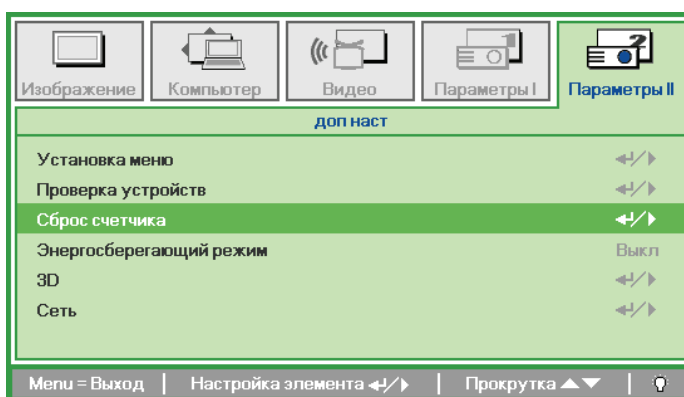 Изображение
Компьютер
Видео
Параметры I
Параметры II
доп наст
Установка меню
Проверка устройств
Сброс счетчика
Энергосберегающий режим Выкл
3D
Сеть
Menu = Выход | Настройка элемента ↵/▶ | Прокрутка ▲▼